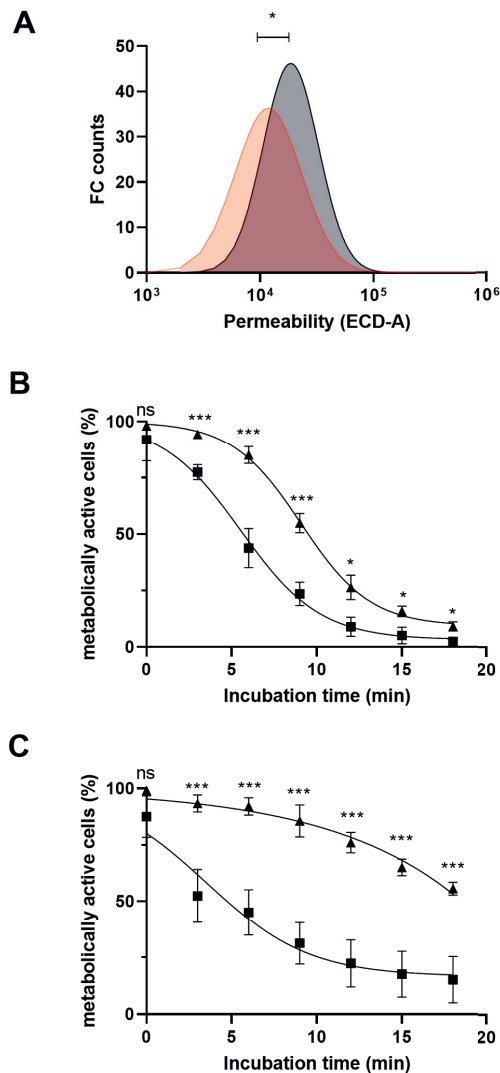 A
*
50
40
30
20
10
0
FC counts
10³ 10⁴ 10⁵ 10⁶
Permeability (ECD-A)
B
metabolically active cells (%)
100
50
0
ns
***
***
***
*
*
*
0 5 10 15 20
Incubation time (min)
C
metabolically active cells (%)
100
50
0
ns
***
***
***
***
***
***
0 5 10 15 20
Incubation time (min)